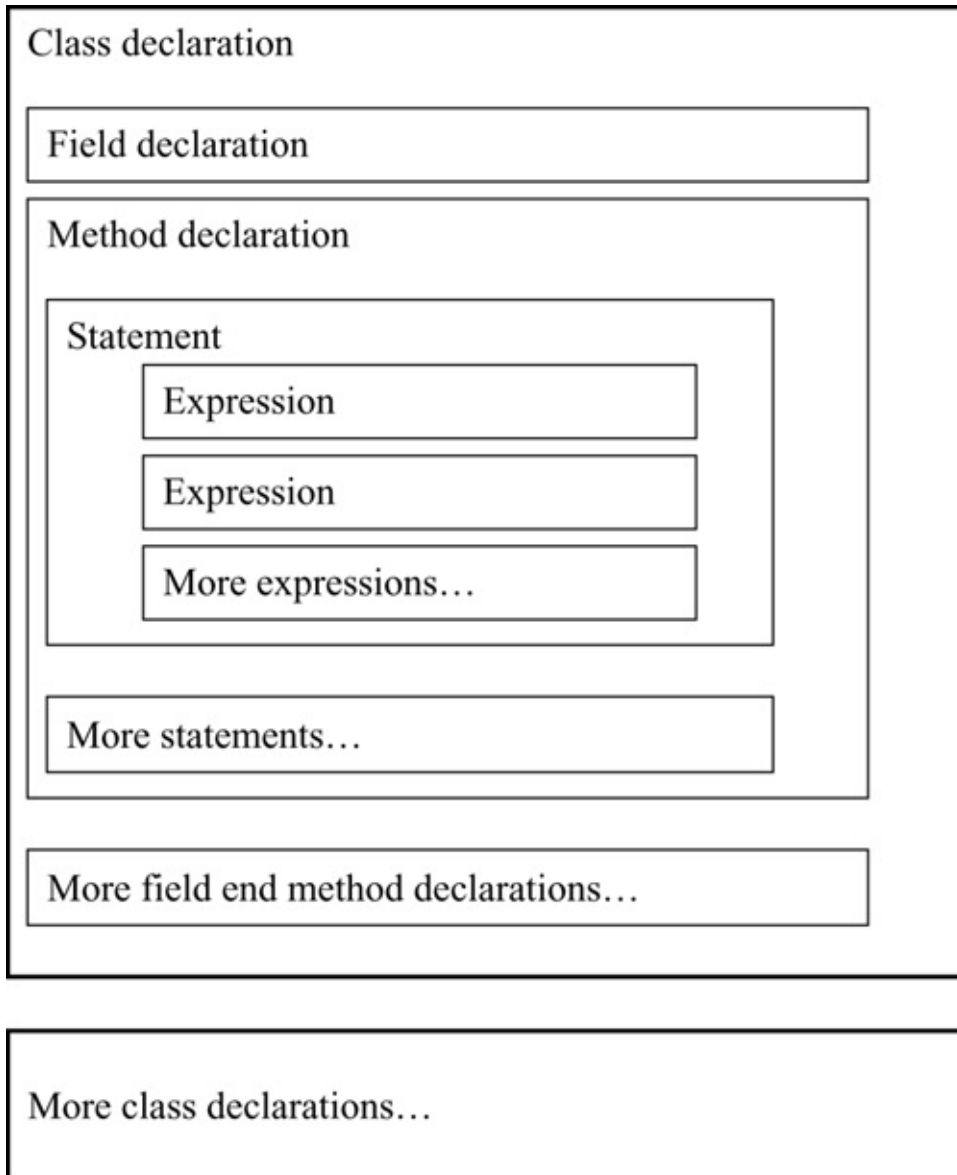 Class declaration
Field declaration
Method declaration
Statement
Expression
Expression
More expressions…
More statements…
More field end method declarations…
More class declarations…